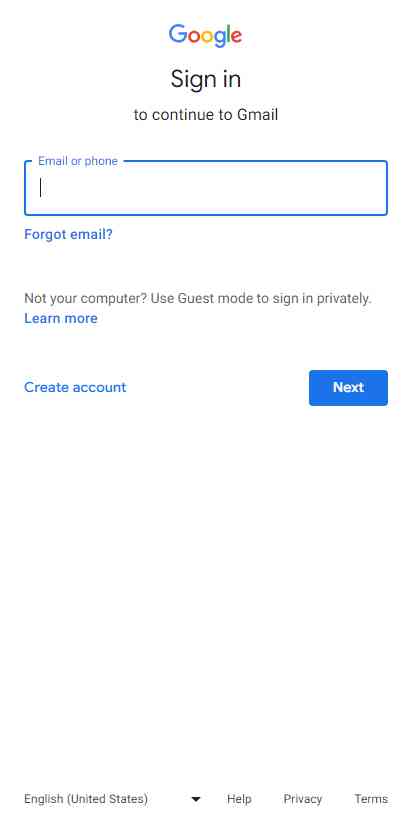 Google
Sign in
to continue to Gmail
Email or phone
Forgot email?
Not your computer? Use Guest mode to sign in privately.
Learn more
Create account
Next
English (United States)
Help
Privacy
Terms